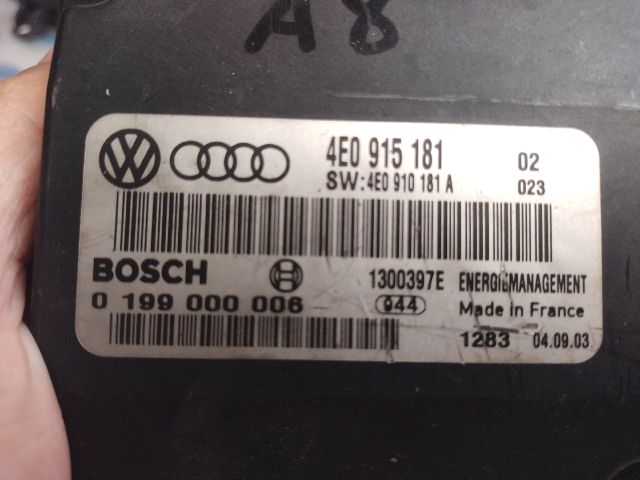 A8
4E0 915 181 02
SW:4E0 910 181 A 023
BOSCH 1300397E ENERGIEMANAGEMENT
0 199 000 006 944 Made in France
1283 04.09.03